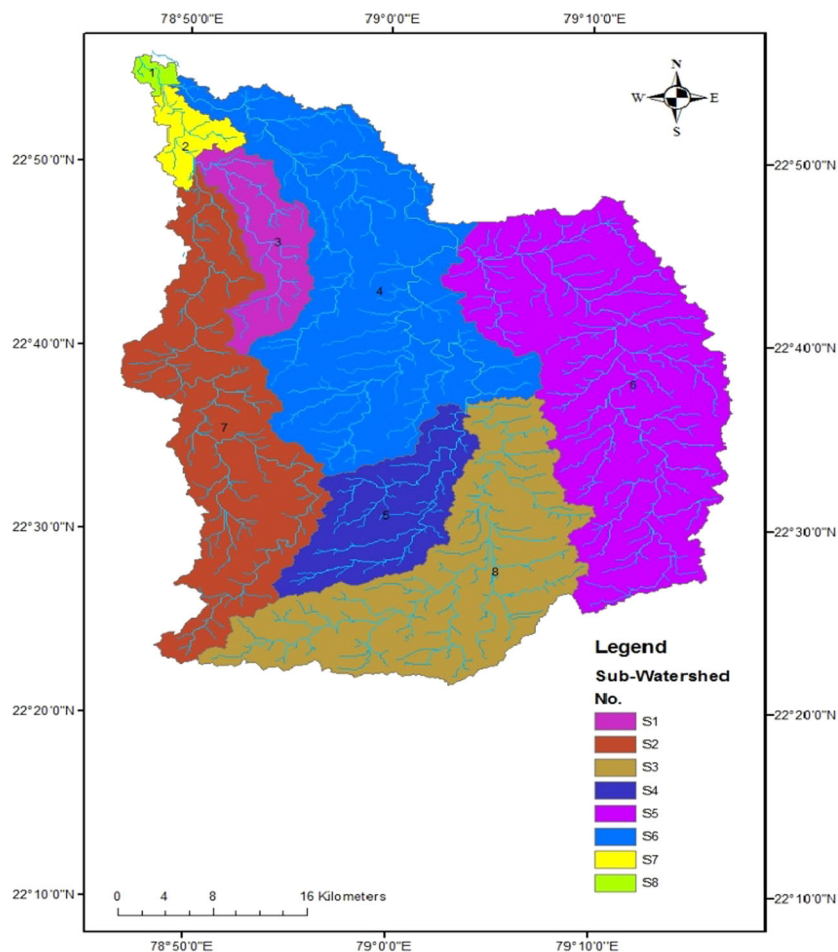 78°50'0"E 79°0'0"E 79°10'0"E
N
W E
S
1
22°50'0"N 2 22°50'0"N
3
4
22°40'0"N 22°40'0"N
6
7
22°30'0"N 5 22°30'0"N
8
Legend
Sub-Watershed
No.
22°20'0"N 22°20'0"N
S1
S2
S3
S4
S5
S6
S7
S8
22°10'0"N 22°10'0"N
0 4 8 16 Kilometers
78°50'0"E 79°0'0"E 79°10'0"E